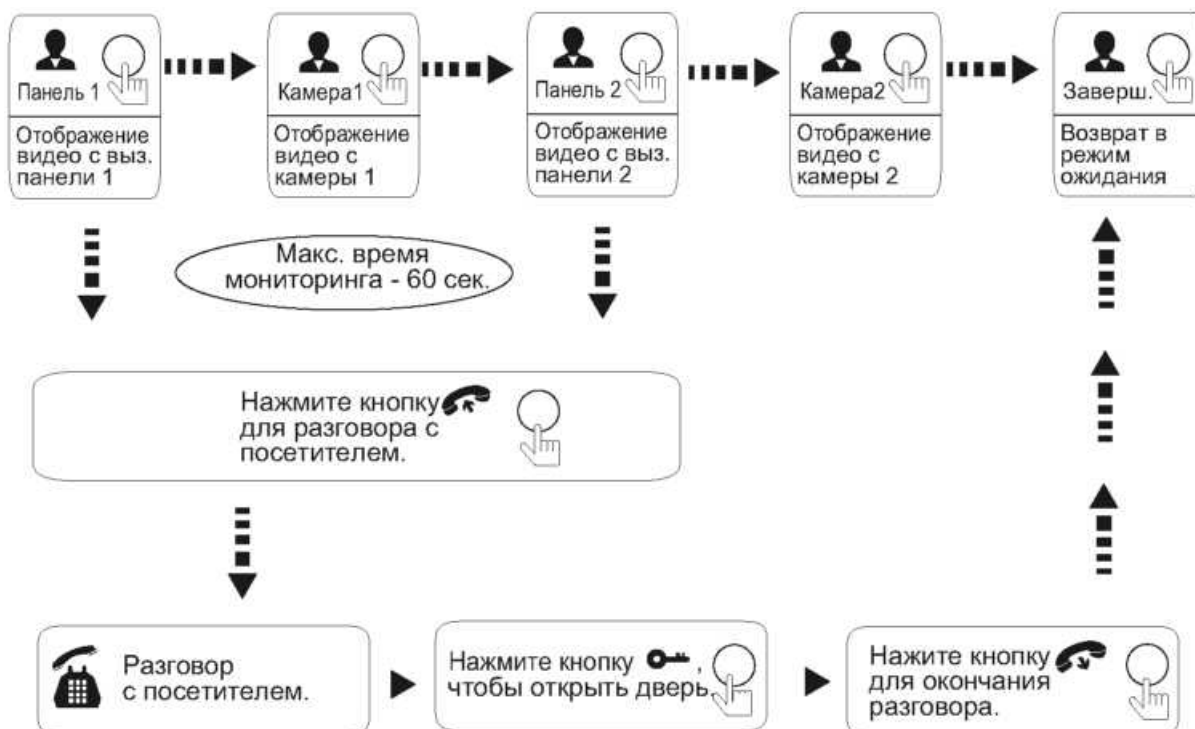 Панель 1
Отображение
видео с выз.
панели 1
Камера1
Отображение
видео с
камеры 1
Панель 2
Отображение
видео с выз.
панели 2
Камера2
Отображение
видео с
камеры 2
Заверш.
Возврат в
режим
ожидания
Макс. время
мониторинга - 60 сек.
Нажмите кнопку
для разговора с
посетителем.
Разговор
с посетителем.
Нажмите кнопку ,
чтобы открыть дверь.
Нажите кнопку
для окончания
разговора.